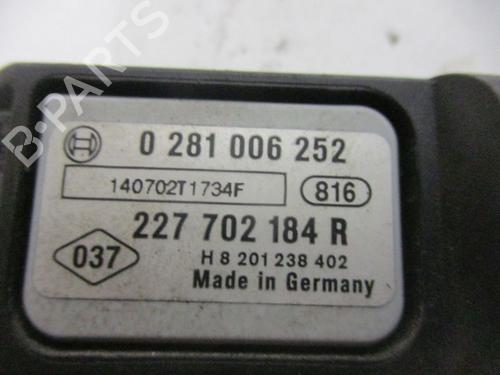 B-PARTS
0 281 006 252
140702T1734F
816
227 702 184 R
037
H 8 201 238 402
Made in Germany